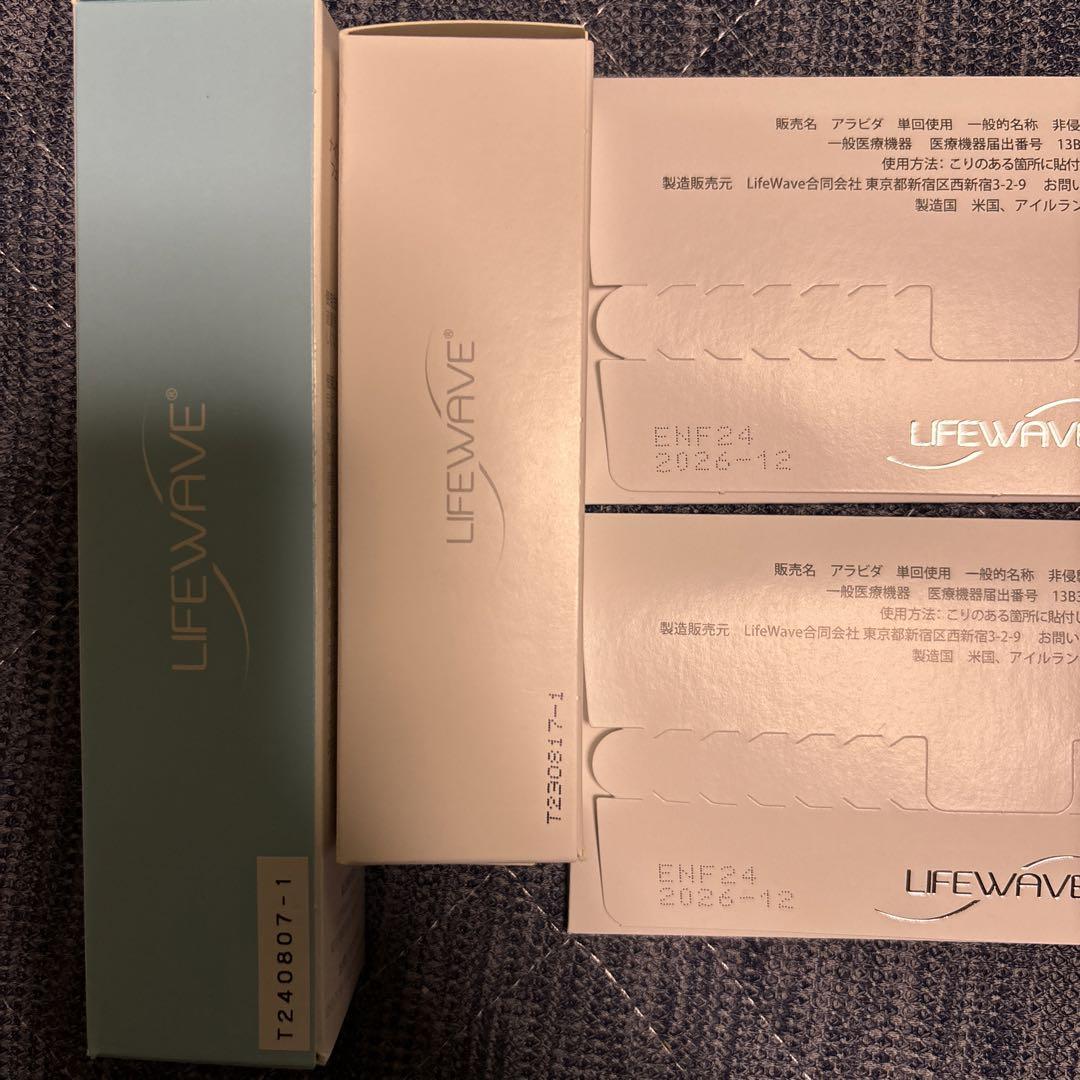 LIFEWAVE®
T240807-1
LIFEWAVE®
T230817-1
販売名 アラビダ 単回使用 一般的名称 非侵
一般医療機器 医療機器届出番号 13B
使用方法：こりのある箇所に貼付
製造販売元 LifeWave合同会社 東京都新宿区西新宿3-2-9 お問い
製造国 米国、アイルラン
ENF24
2026-12
LIFEWAVE
販売名 アラビダ 単回使用 一般的名称 非侵
一般医療機器 医療機器届出番号 13B3
使用方法：こりのある箇所に貼付し
製造販売元 LifeWave合同会社 東京都新宿区西新宿3-2-9 お問い
製造国 米国、アイルラン
ENF24
2026-12
LIFEWAVE